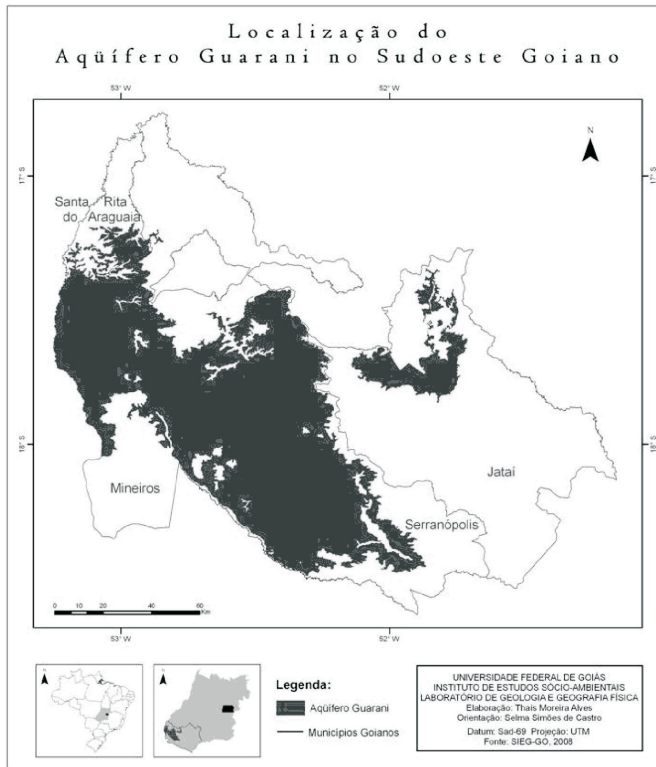 Localização do
Aqüífero Guarani no Sudoeste Goiano
53° W
52° W
N
17° S
17° S
Santa Rita
do Araguaia
18° S
18° S
Jataí
Mineiros
Serranópolis
0 10 20 40 60
Km
53° W
52° W
N
N
Legenda:
Aqüífero Guarani
Municípios Goianos
UNIVERSIDADE FEDERAL DE GOIÁS
INSTITUTO DE ESTUDOS SÓCIO-AMBIENTAIS
LABORATÓRIO DE GEOLOGIA E GEOGRAFIA FÍSICA
Elaboração: Thaís Moreira Alves
Orientação: Selma Simões de Castro
Datum: Sad-69 Projeção: UTM
Fonte: SIEG-GO, 2008